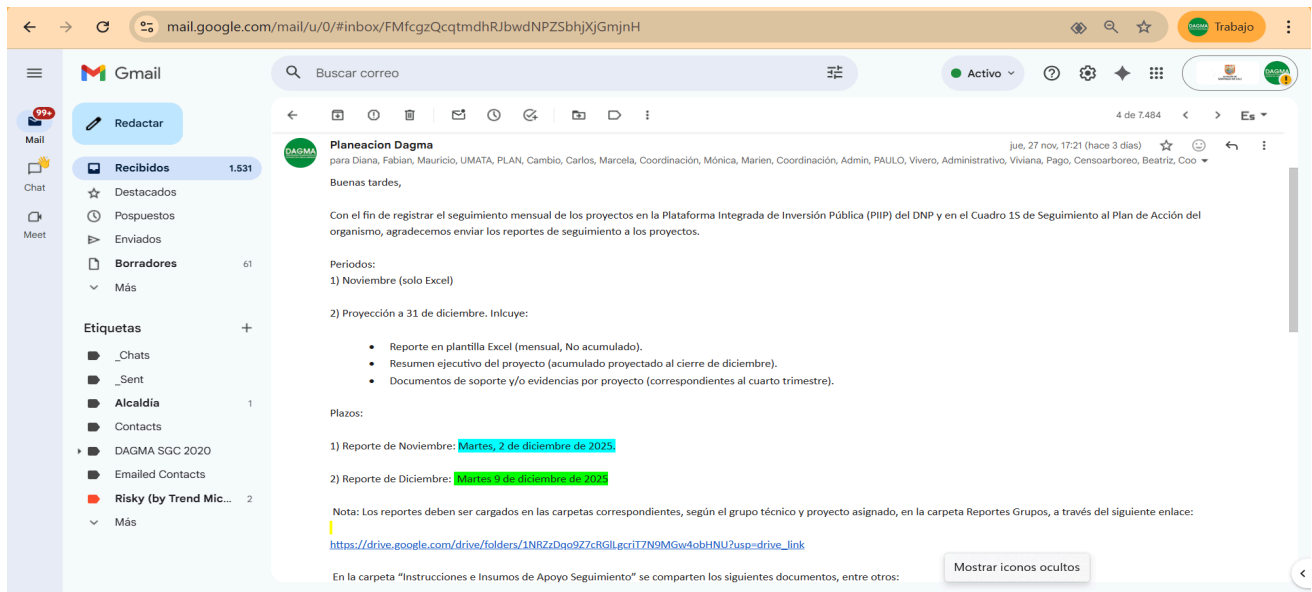 mail.google.com/mail/u/0/#inbox/FMfcgzQcqtmdhRJbwdNPZSbhjXjGmjnH
DAGMA Trabajo
Gmail
Buscar correo
Activo
DAGMA
99+
Mail
Chat
Meet
Redactar
4 de 7.484
Es
Recibidos 1.531
Destacados
Pospuestos
Enviados
Borradores 61
Más
Etiquetas
_Chats
_Sent
Alcaldía 1
Contacts
DAGMA SGC 2020
Emailed Contacts
Risky (by Trend Mic... 2
Más
DAGMA
Planeacion Dagma
jue, 27 nov, 17:21 (hace 3 días)
para Diana, Fabian, Mauricio, UMATA, PLAN, Cambio, Carlos, Marcela, Coordinación, Mónica, Marien, Coordinación, Admin, PAULO, Vivero, Administrativo, Viviana, Pago, Censoarboreo, Beatriz, Coo
Buenas tardes,
Con el fin de registrar el seguimiento mensual de los proyectos en la Plataforma Integrada de Inversión Pública (PIIP) del DNP y en el Cuadro 1S de Seguimiento al Plan de Acción del
organismo, agradecemos enviar los reportes de seguimiento a los proyectos.
Periodos:
1) Noviembre (solo Excel)
2) Proyección a 31 de diciembre. Inlcuye:
• Reporte en plantilla Excel (mensual, No acumulado).
• Resumen ejecutivo del proyecto (acumulado proyectado al cierre de diciembre).
• Documentos de soporte y/o evidencias por proyecto (correspondientes al cuarto trimestre).
Plazos:
1) Reporte de Noviembre: Martes, 2 de diciembre de 2025.
2) Reporte de Diciembre: Martes 9 de diciembre de 2025
Nota: Los reportes deben ser cargados en las carpetas correspondientes, según el grupo técnico y proyecto asignado, en la carpeta Reportes Grupos, a través del siguiente enlace:
https://drive.google.com/drive/folders/1NRZzDqo9Z7cRGlLgcriT7N9MGw4obHNU?usp=drive_link
En la carpeta “Instrucciones e Insumos de Apoyo Seguimiento” se comparten los siguientes documentos, entre otros:
Mostrar iconos ocultos